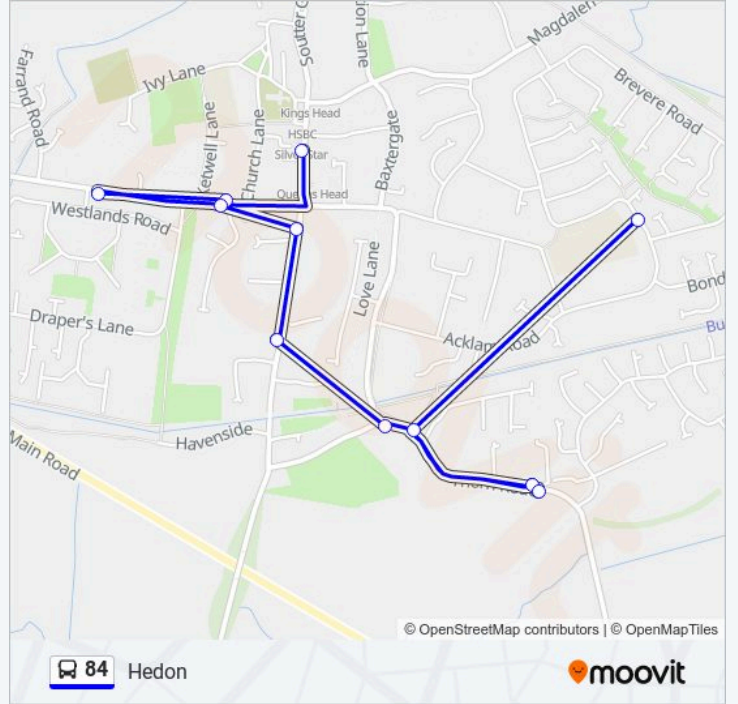 Magdalen
Soutter
Lane
Farrand Road
Ivy Lane
Brevere Road
Kings Head
Ketwell Lane
Church Lane
Baxtergate
HSBC
Silver Star
Queens Head
Westlands Road
Love Lane
Bond
Draper's Lane
Acklam Road
Bu
Havenside
Main Road
© OpenStreetMap contributors | © OpenMapTiles
84 Hedon
moovit